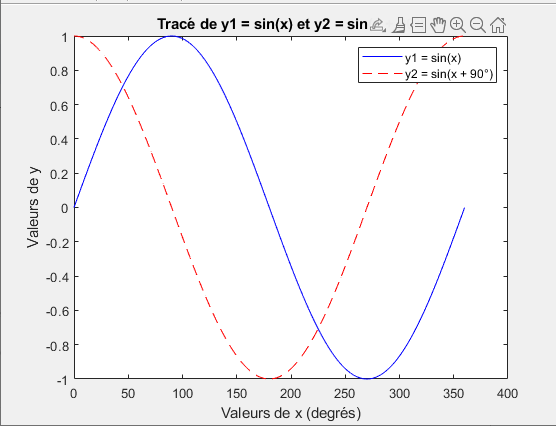 Tracé de y1 = sin(x) et y2 = sin
y1 = sin(x)
y2 = sin(x + 90°)
Valeurs de y
1
0.8
0.6
0.4
0.2
0
-0.2
-0.4
-0.6
-0.8
-1
0 50 100 150 200 250 300 350 400
Valeurs de x (degrés)